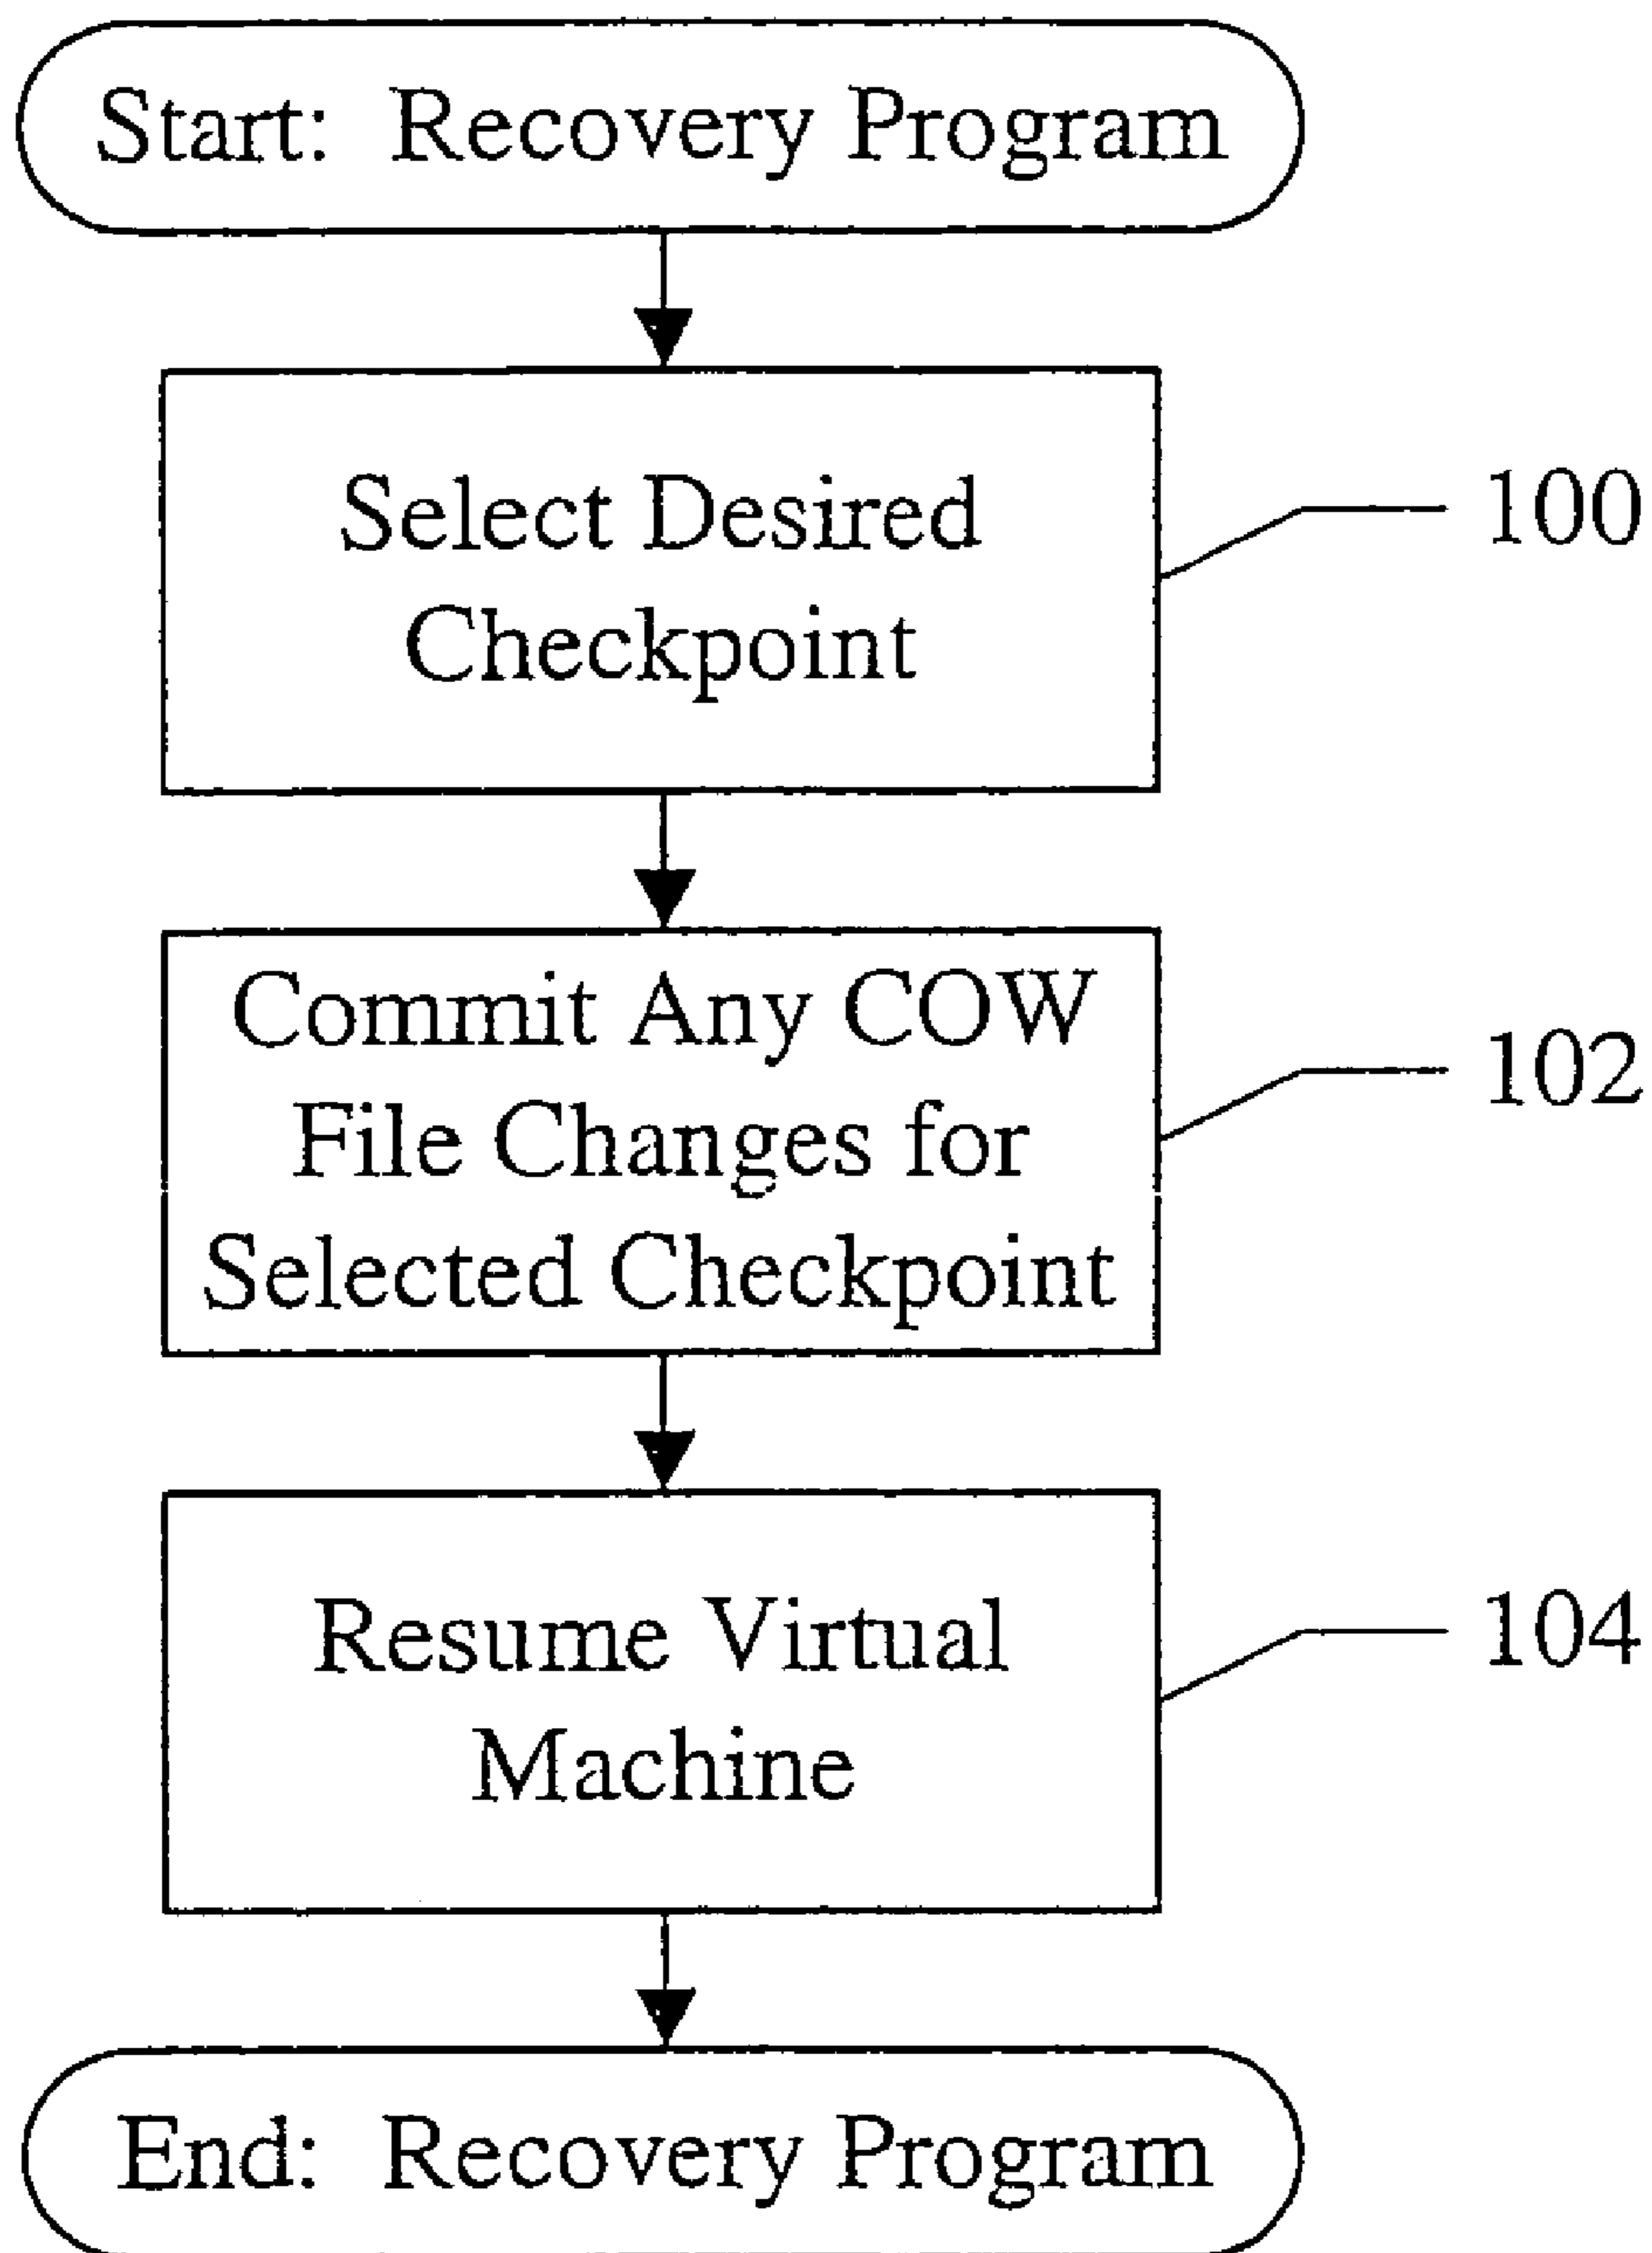 Start: Recovery Program
Select Desired
Checkpoint
100
Commit Any COW
File Changes for
Selected Checkpoint
102
Resume Virtual
Machine
104
End: Recovery Program